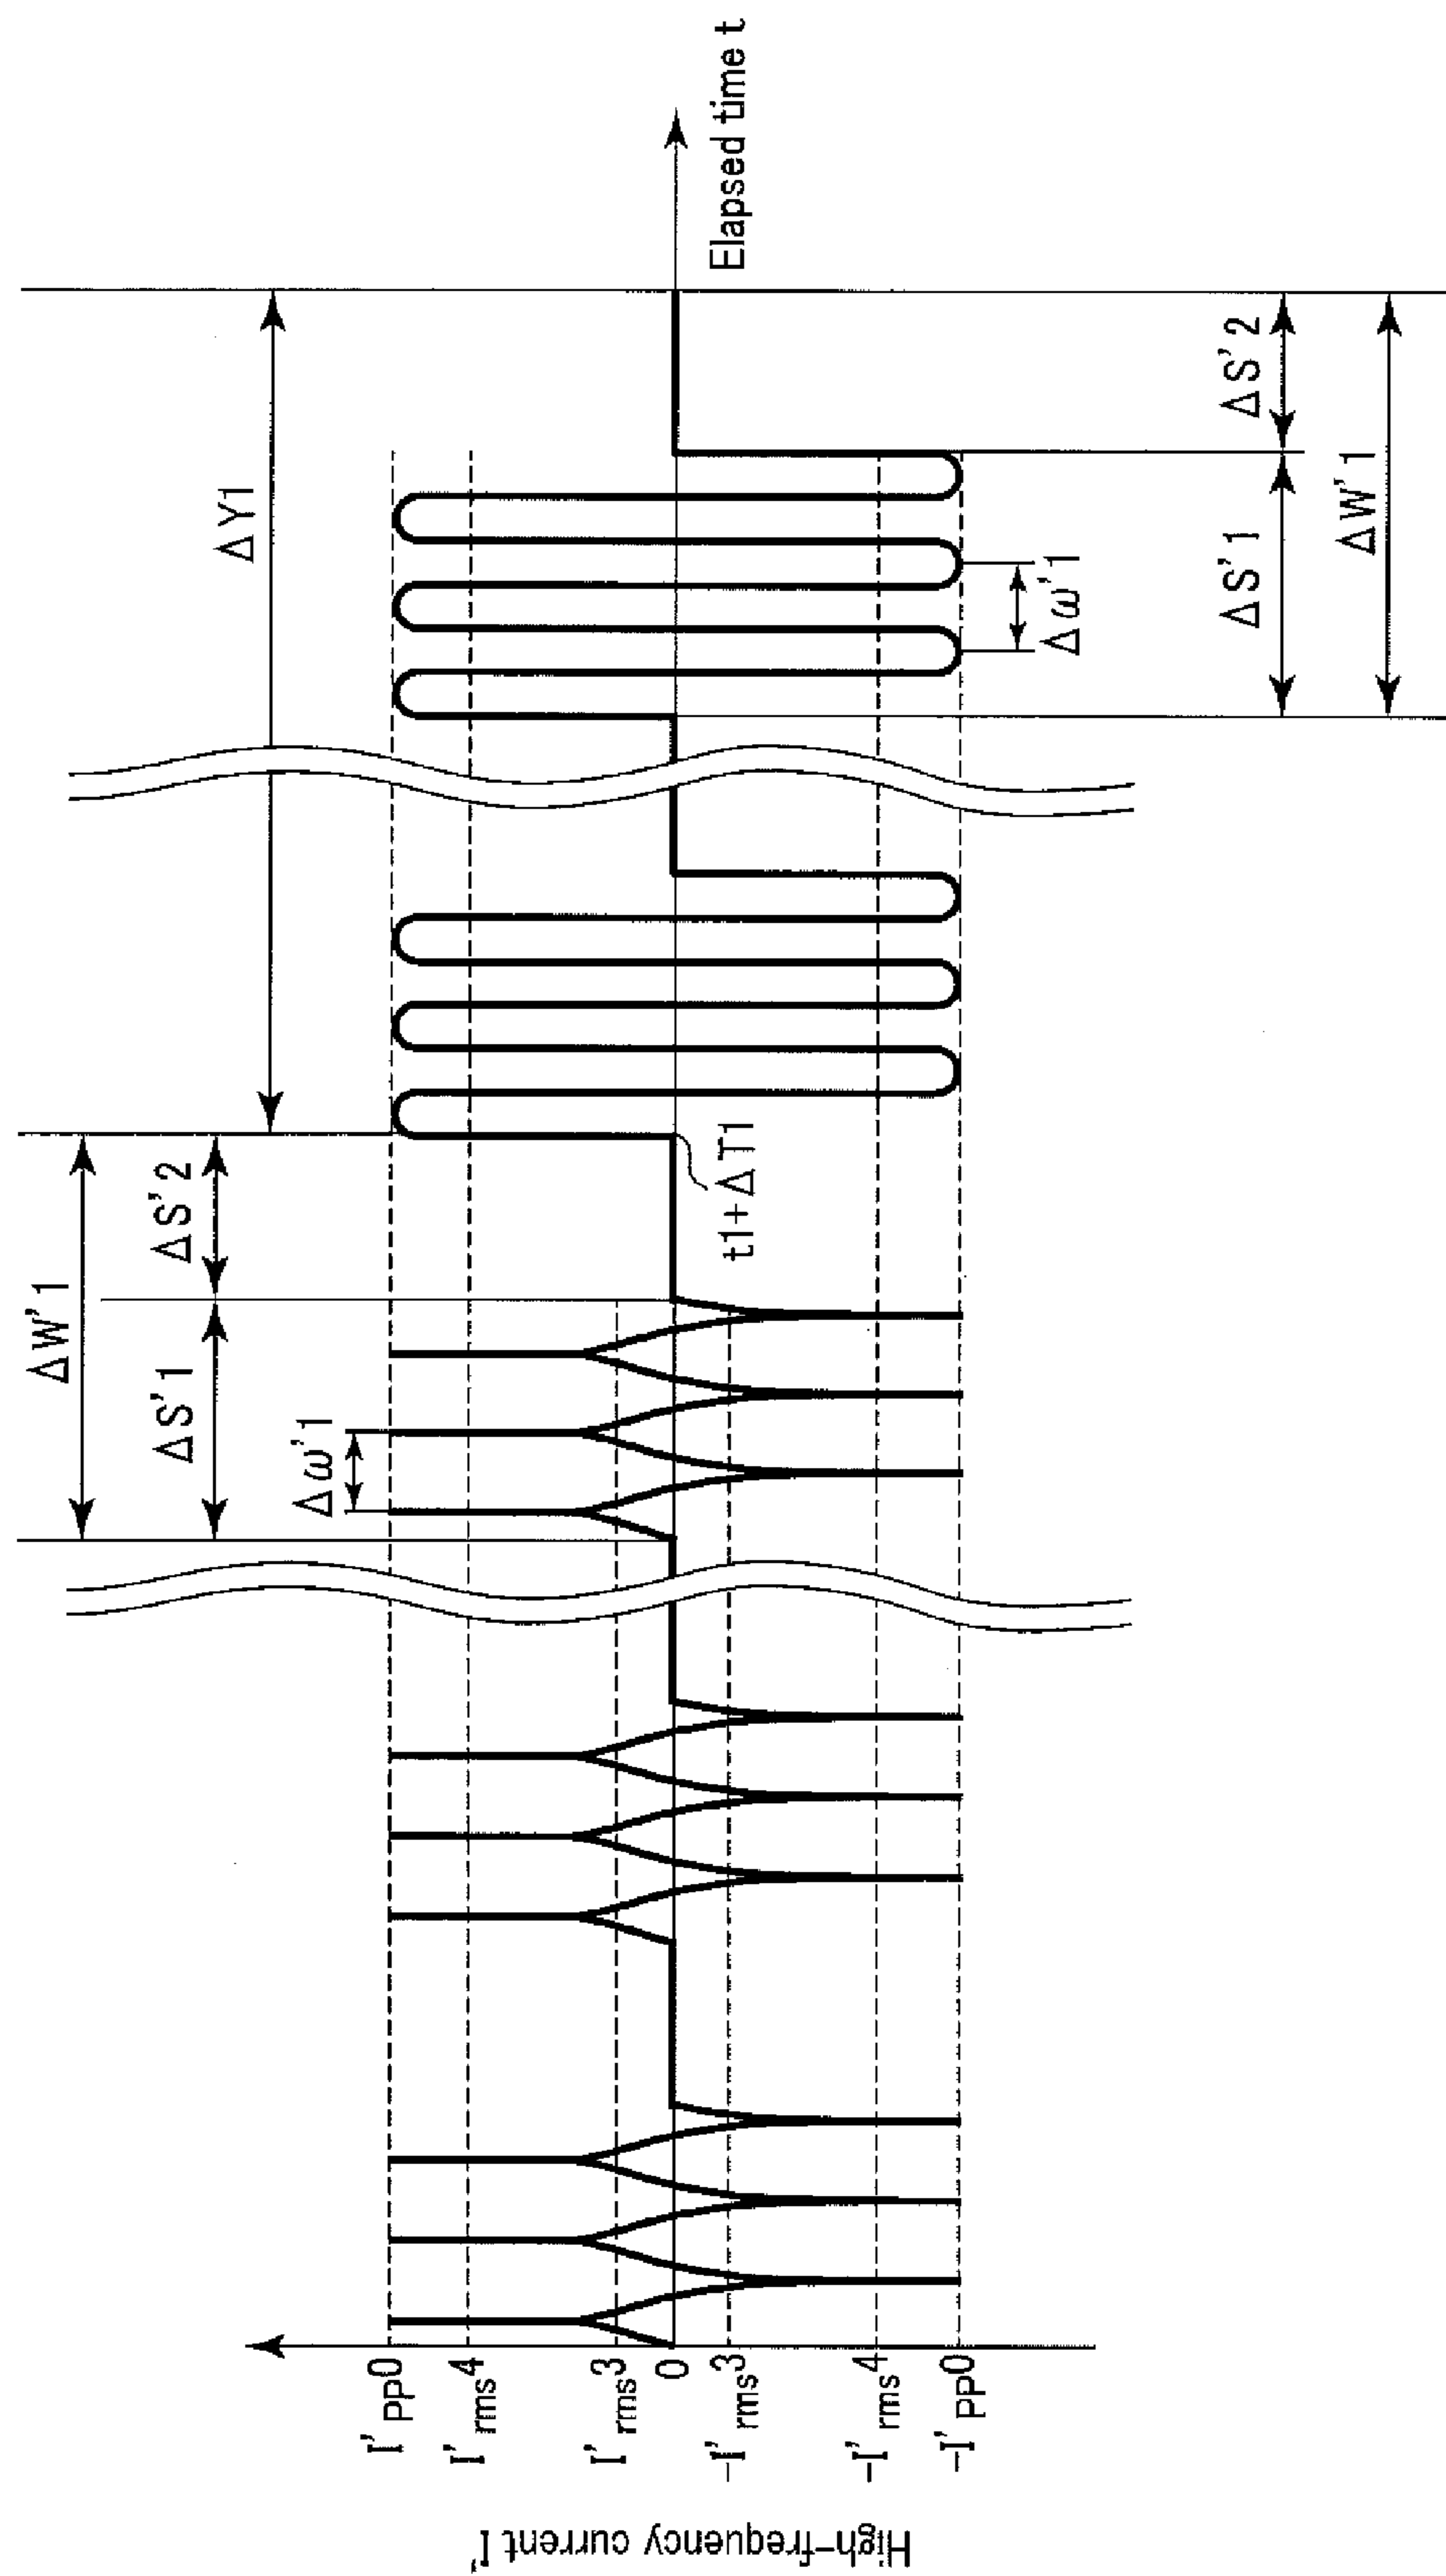 High-frequency current I'
I'PP0
I'rms4
I'rms3
0
-I'rms3
-I'rms4
-I'PP0
ΔW'1
ΔS'1
ΔS'2
Δω'1
t1+ΔT1
ΔY1
Δω'1
ΔS'1
ΔS'2
ΔW'1
Elapsed time t